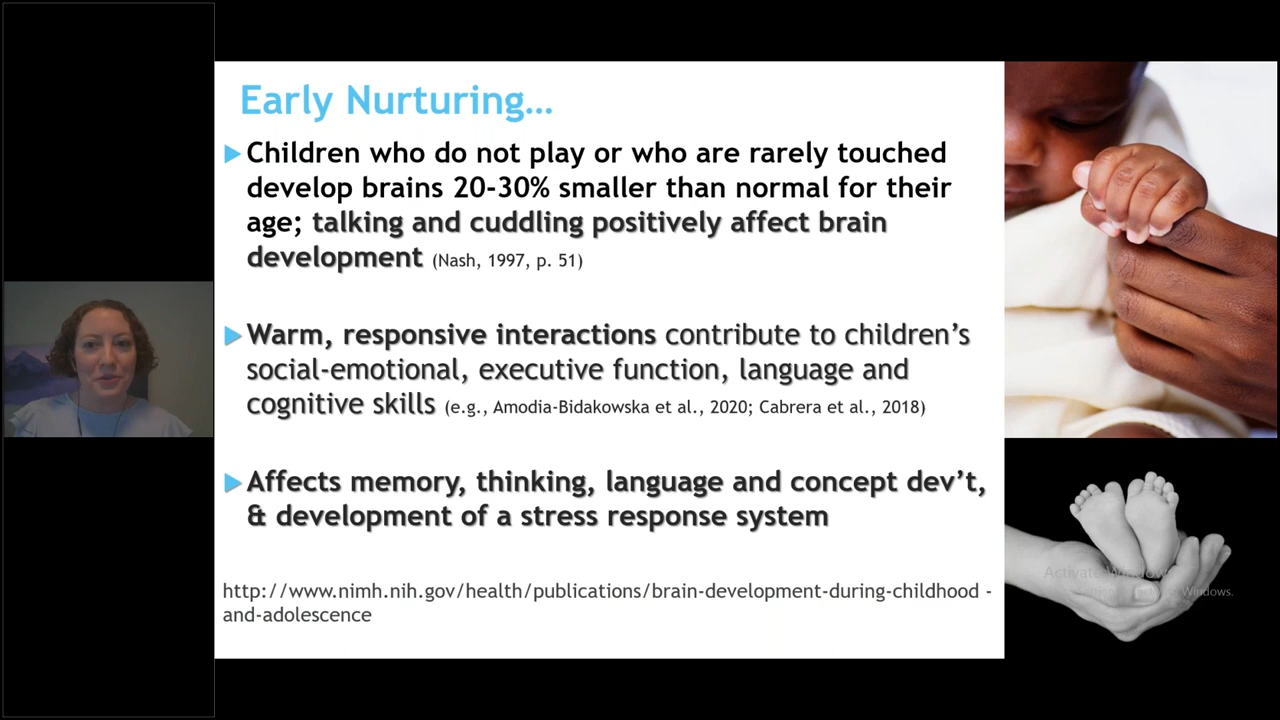 Early Nurturing...
Children who do not play or who are rarely touched
develop brains 20-30% smaller than normal for their
age; talking and cuddling positively affect brain
development (Nash, 1997, p. 51)
Warm, responsive interactions contribute to children's
social-emotional, executive function, language and
cognitive skills (e.g., Amodia-Bidakowska et al., 2020; Cabrera et al., 2018)
Affects memory, thinking, language and concept dev't,
& development of a stress response system
http://www.nimh.nih.gov/health/publications/brain-development-during-childhood -
and-adolescence
Activate Windows
Windows.